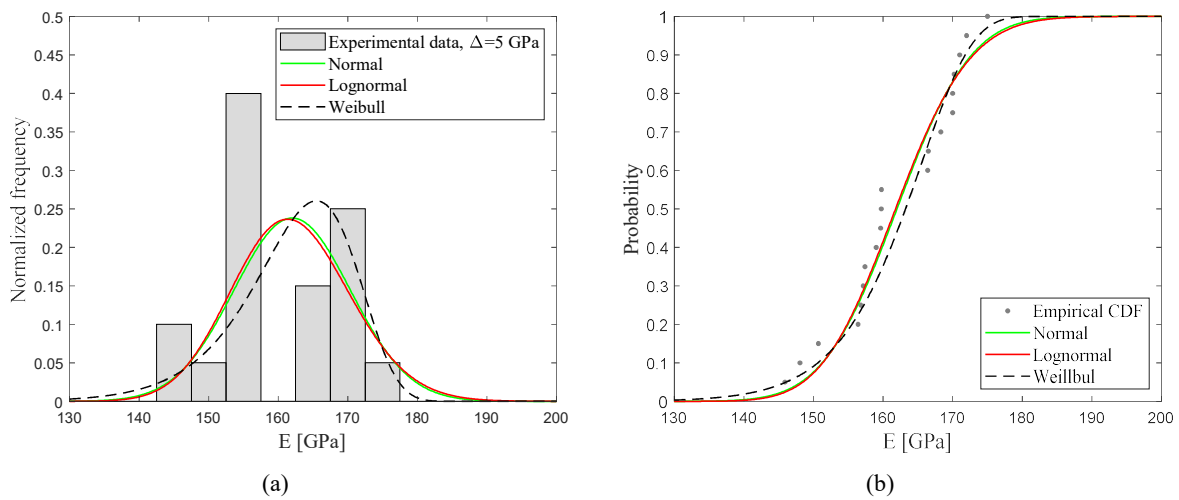 0.5
0.45
0.4
0.35
0.3
0.25
0.2
0.15
0.1
0.05
0
Normalized frequency
Experimental data, Δ=5 GPa
Normal
Lognormal
Weibull
130 140 150 160 170 180 190 200
E [GPa]
(a)
1
0.9
0.8
0.7
0.6
0.5
0.4
0.3
0.2
0.1
0
Probability
Empirical CDF
Normal
Lognormal
Weillbul
130 140 150 160 170 180 190 200
E [GPa]
(b)